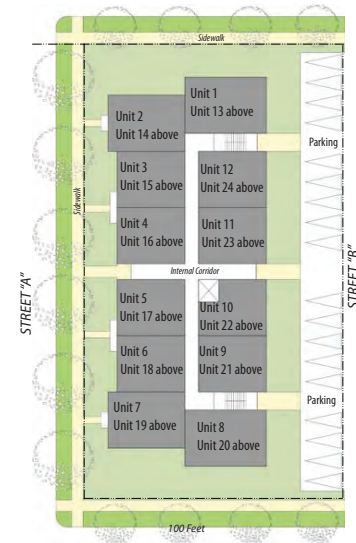 Sidewalk
Unit 1
Unit 13 above
Unit 2
Unit 14 above
Parking
Unit 3
Unit 15 above
Unit 12
Unit 24 above
Sidewalk
Unit 4
Unit 16 above
Unit 11
Unit 23 above
STREET "A"
Internal Corridor
STREET "B"
Unit 5
Unit 17 above
Unit 10
Unit 22 above
Unit 6
Unit 18 above
Unit 9
Unit 21 above
Unit 7
Unit 19 above
Parking
Unit 8
Unit 20 above
100 Feet